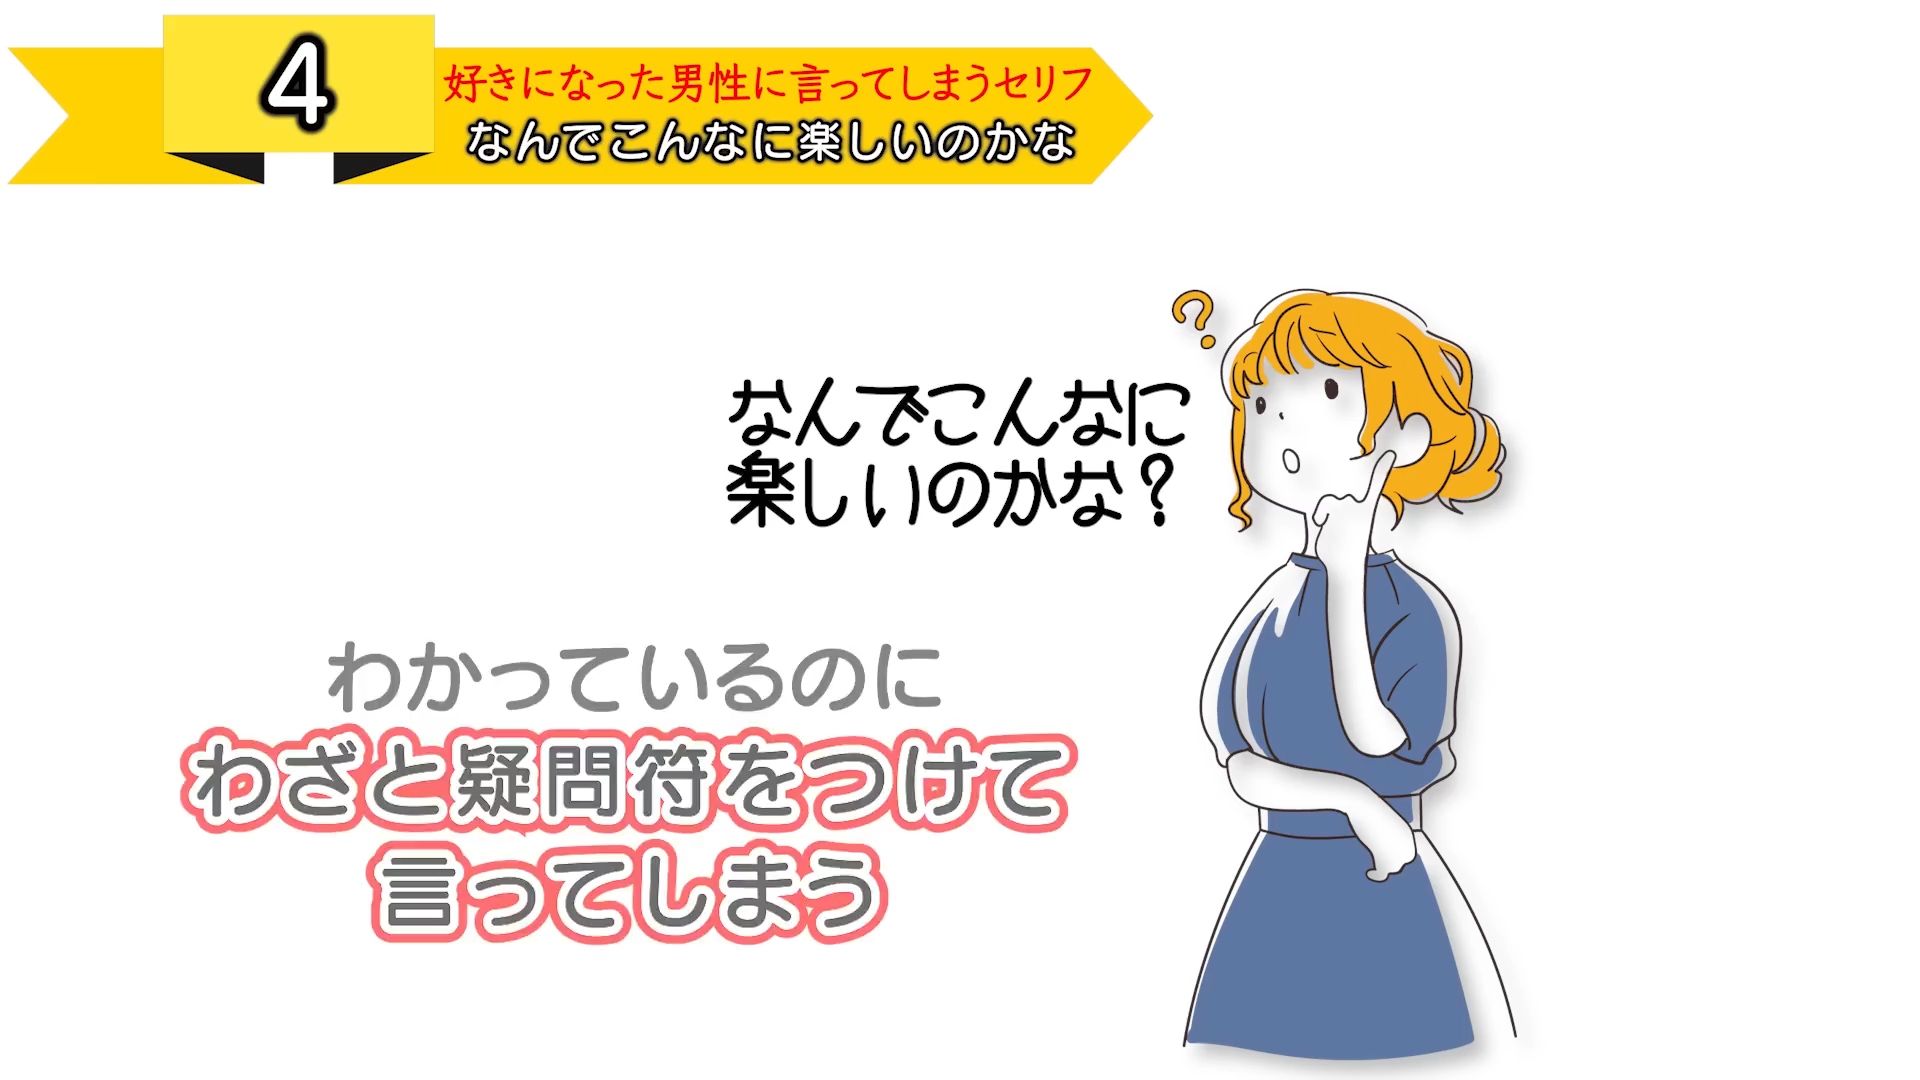 4
好きになった男性に言ってしまうセリフ
なんでこんなに楽しいのかな
?
なんでこんなに
楽しいのかな?
わかっているのに
わざと疑問符をつけて
言ってしまう